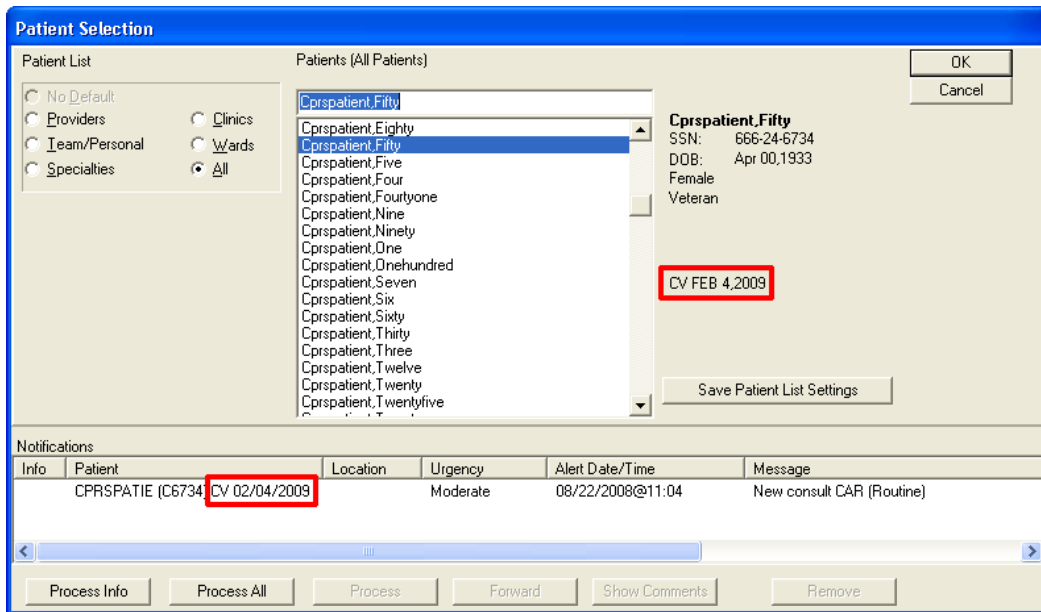 Patient Selection
Patient List
No Default
Providers
Clinics
Team/Personal
Wards
Specialties
All
Patients (All Patients)
Cprspatient,Fifty
Cprspatient,Eighty
Cprspatient,Fifty
Cprspatient,Five
Cprspatient,Four
Cprspatient,Fourtyone
Cprspatient,Nine
Cprspatient,Ninety
Cprspatient,One
Cprspatient,Onehundred
Cprspatient,Seven
Cprspatient,Six
Cprspatient,Sixty
Cprspatient,Thirty
Cprspatient,Three
Cprspatient,Twelve
Cprspatient,Twenty
Cprspatient,Twentyfive
OK
Cancel
Cprspatient,Fifty
SSN: 666-24-6734
DOB: Apr 00,1933
Female
Veteran
CV FEB 4,2009
Save Patient List Settings
Notifications
Info Patient Location Urgency Alert Date/Time Message
CPRSPATIE (C6734) CV 02/04/2009 Moderate 08/22/2008@11:04 New consult CAR (Routine)
Process Info Process All Process Forward Show Comments Remove